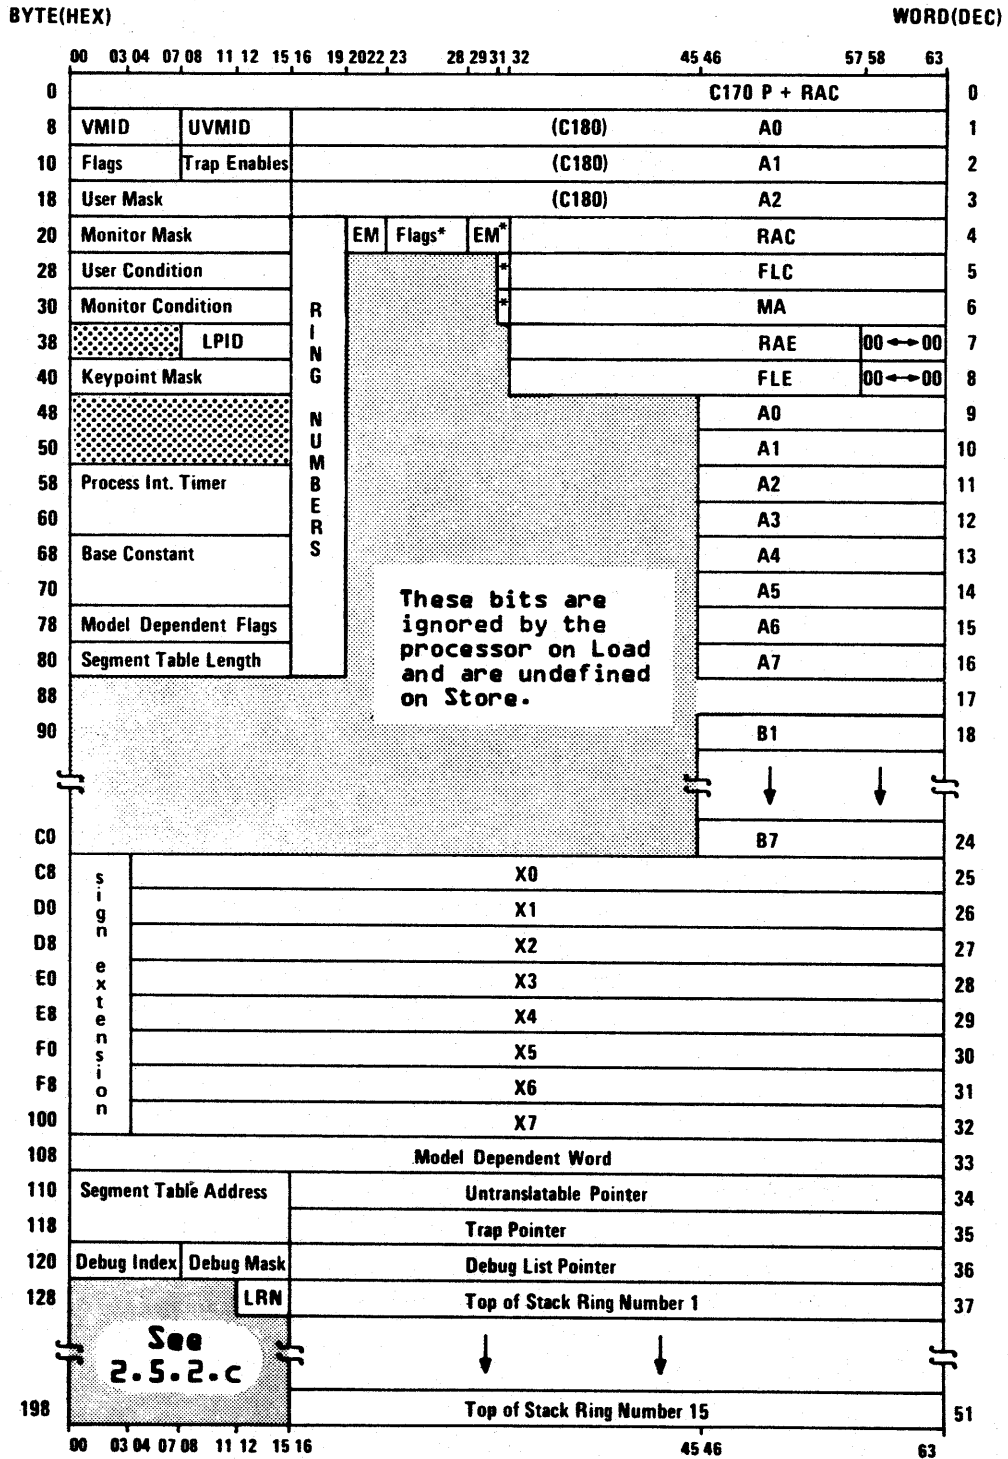 BYTE(HEX) WORD(DEC)
00 03 04 07 08 11 12 15 16 19 20 22 23 28 29 31 32 45 46 57 58 63
0 C170 P + RAC 0
8 VMID UVMID (C180) A0 1
10 Flags Trap Enables (C180) A1 2
18 User Mask (C180) A2 3
20 Monitor Mask EM Flags* EM* RAC 4
28 User Condition * FLC 5
30 Monitor Condition * MA 6
38 LPID RAE 00 ↔ 00 7
40 Keypoint Mask FLE 00 ↔ 00 8
RING NUMBERS
48 A0 9
50 A1 10
58 Process Int. Timer A2 11
60 A3 12
68 Base Constant A4 13
70 A5 14
78 Model Dependent Flags A6 15
80 Segment Table Length A7 16
These bits are
ignored by the
processor on Load
and are undefined
on Store.
88 17
90 B1 18
C0 B7 24
sign extension
C8 X0 25
D0 X1 26
D8 X2 27
E0 X3 28
E8 X4 29
F0 X5 30
F8 X6 31
100 X7 32
108 Model Dependent Word 33
110 Segment Table Address Untranslatable Pointer 34
118 Trap Pointer 35
120 Debug Index Debug Mask Debug List Pointer 36
128 LRN Top of Stack Ring Number 1 37
See
2.5.2.c
198 Top of Stack Ring Number 15 51
00 03 04 07 08 11 12 15 16 45 46 63